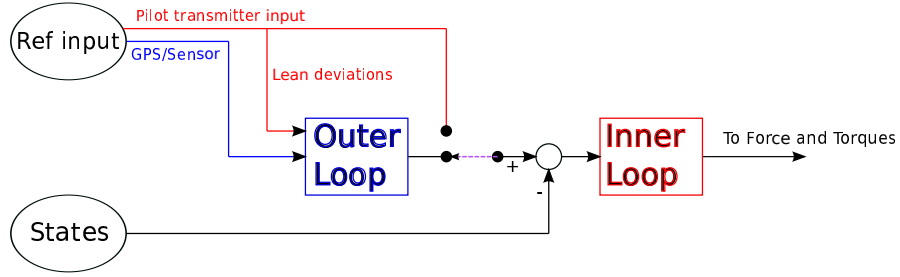 Pilot transmitter input
Ref input
GPS/Sensor
Lean deviations
Outer
Loop
Inner
Loop
To Force and Torques
+
-
States